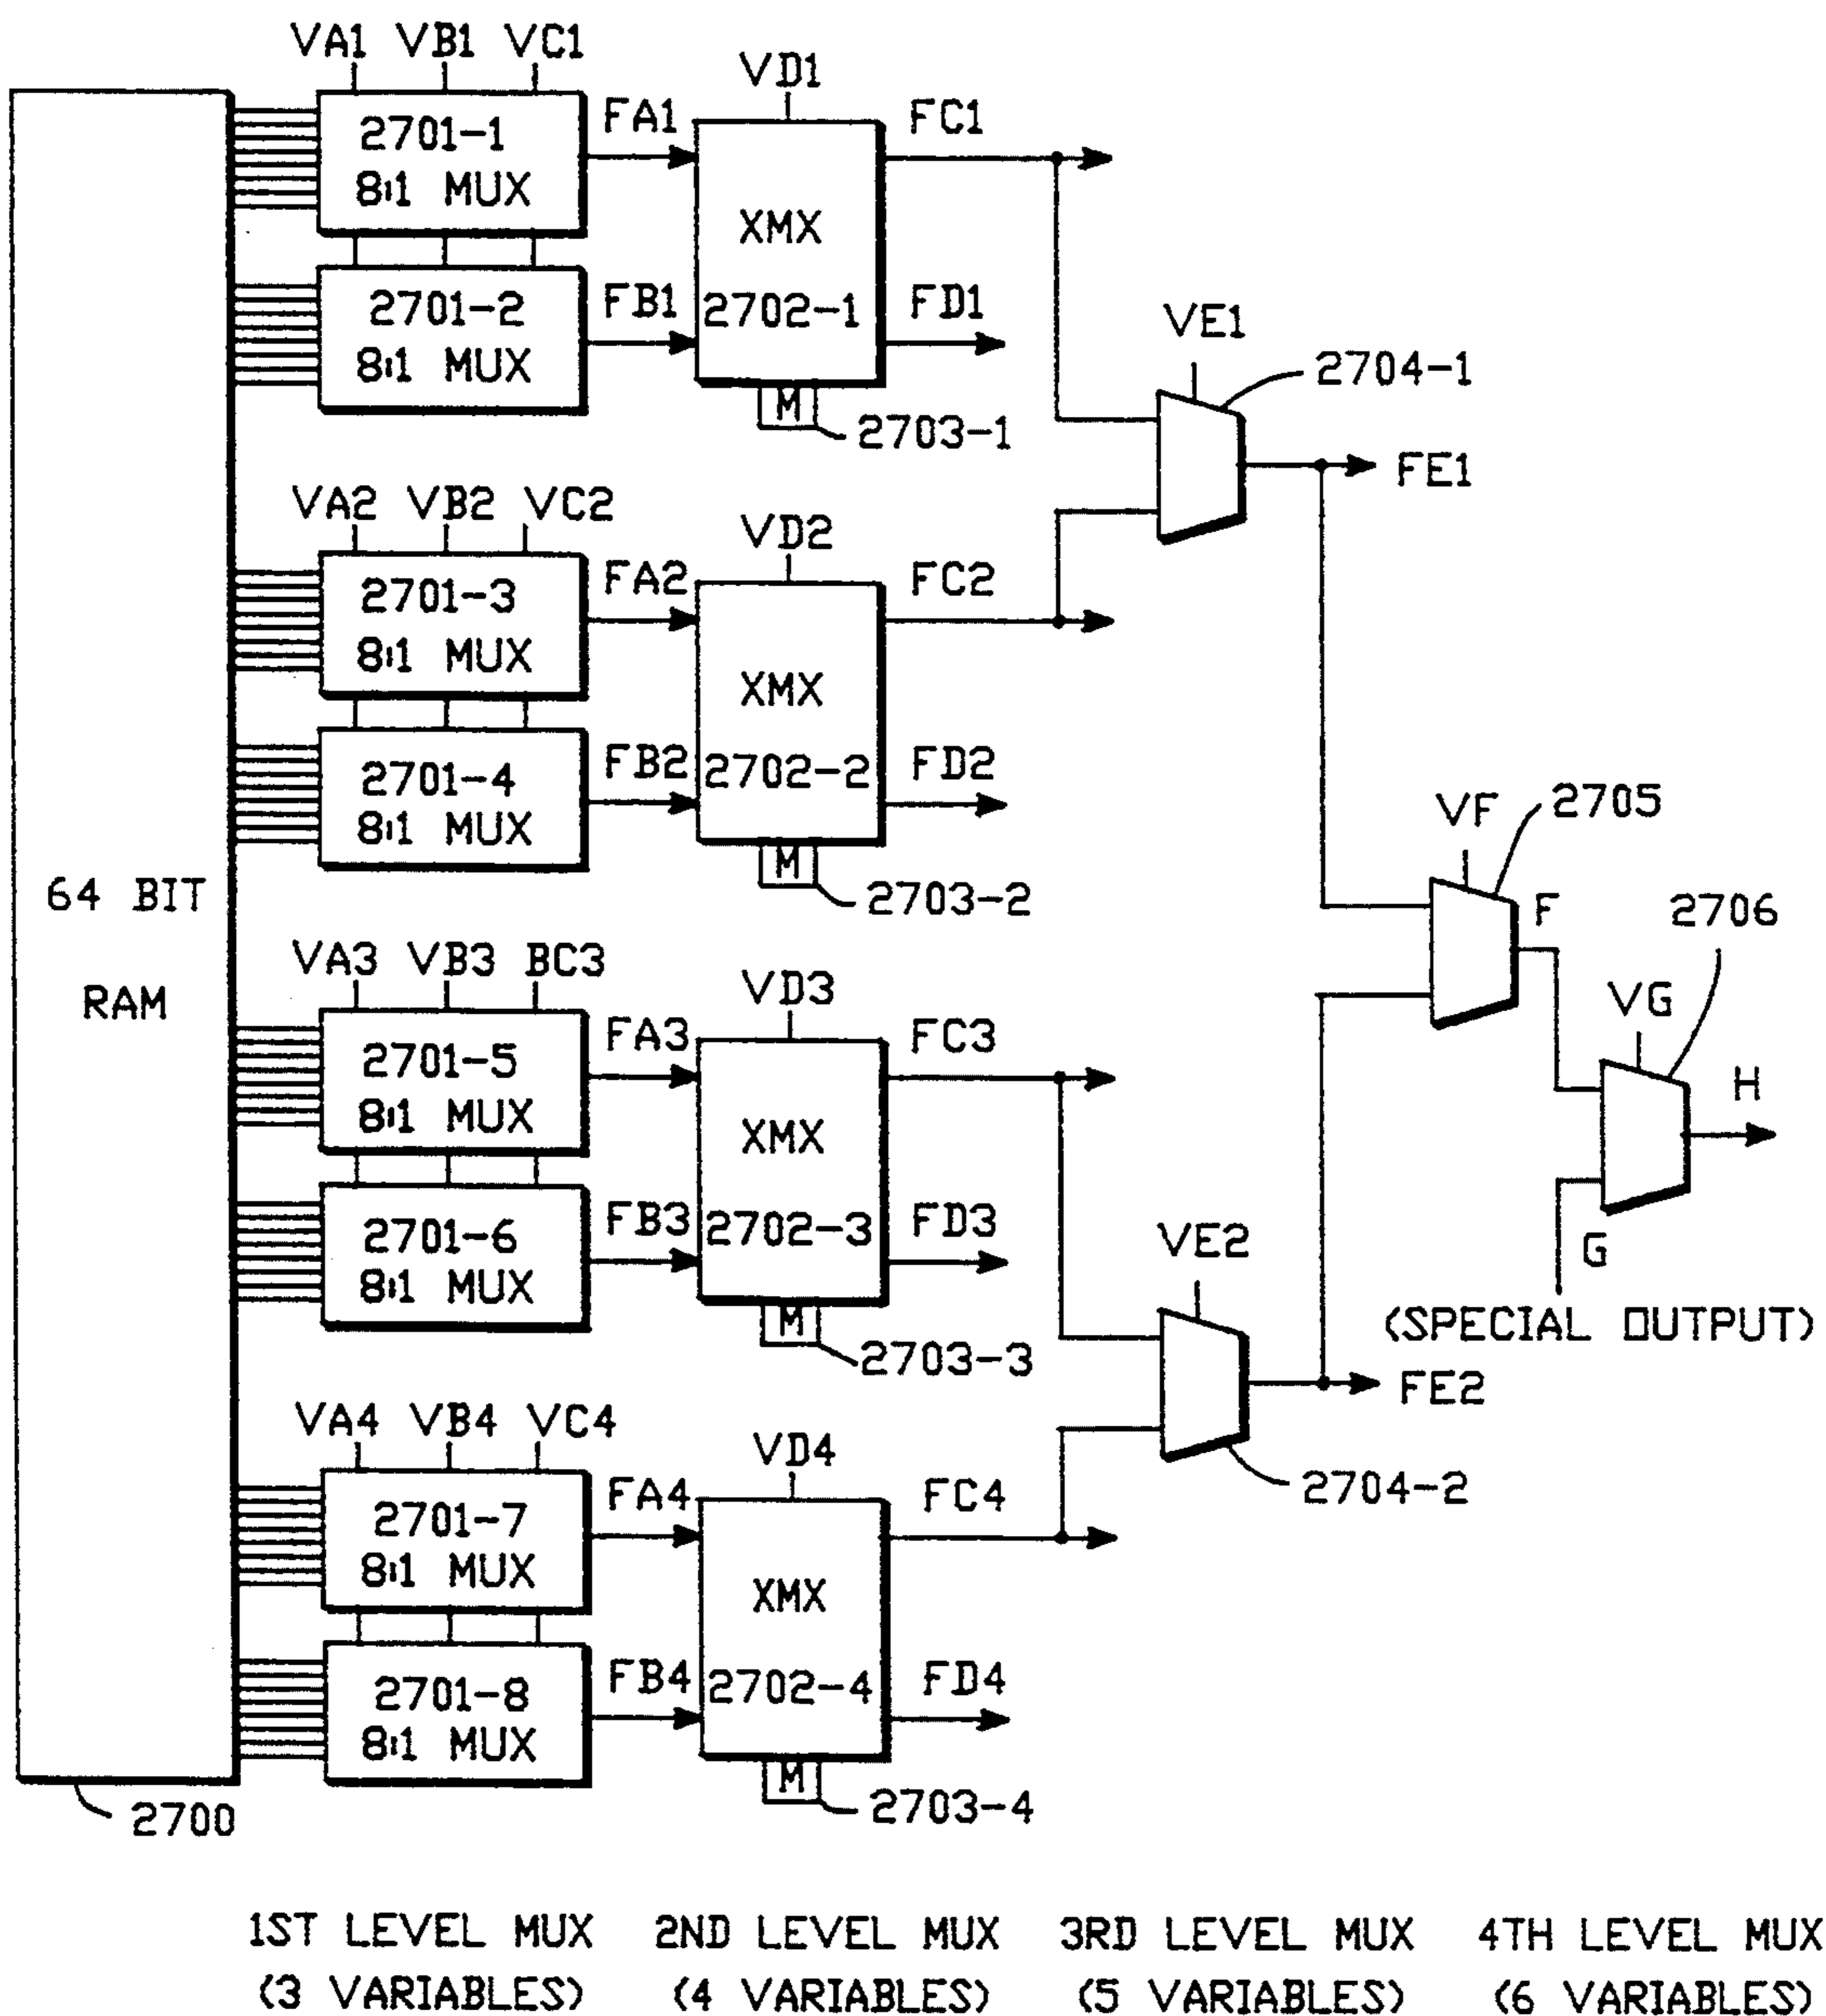 VA1 VB1 VC1
VD1
2701-1
8:1 MUX
FA1
FC1
XMX
2701-2
8:1 MUX
FB1
2702-1
FD1
M
2703-1
VE1
2704-1
FE1
VA2 VB2 VC2
VD2
2701-3
8:1 MUX
FA2
FC2
XMX
2701-4
8:1 MUX
FB2
2702-2
FD2
M
2703-2
VF
2705
F
2706
64 BIT
RAM
VA3 VB3 BC3
VD3
2701-5
8:1 MUX
FA3
FC3
XMX
VG
H
2701-6
8:1 MUX
FB3
2702-3
FD3
M
2703-3
VE2
G
(SPECIAL OUTPUT)
FE2
2704-2
VA4 VB4 VC4
VD4
2701-7
8:1 MUX
FA4
FC4
XMX
2701-8
8:1 MUX
FB4
2702-4
FD4
M
2703-4
2700
1ST LEVEL MUX
(3 VARIABLES)
2ND LEVEL MUX
(4 VARIABLES)
3RD LEVEL MUX
(5 VARIABLES)
4TH LEVEL MUX
(6 VARIABLES)